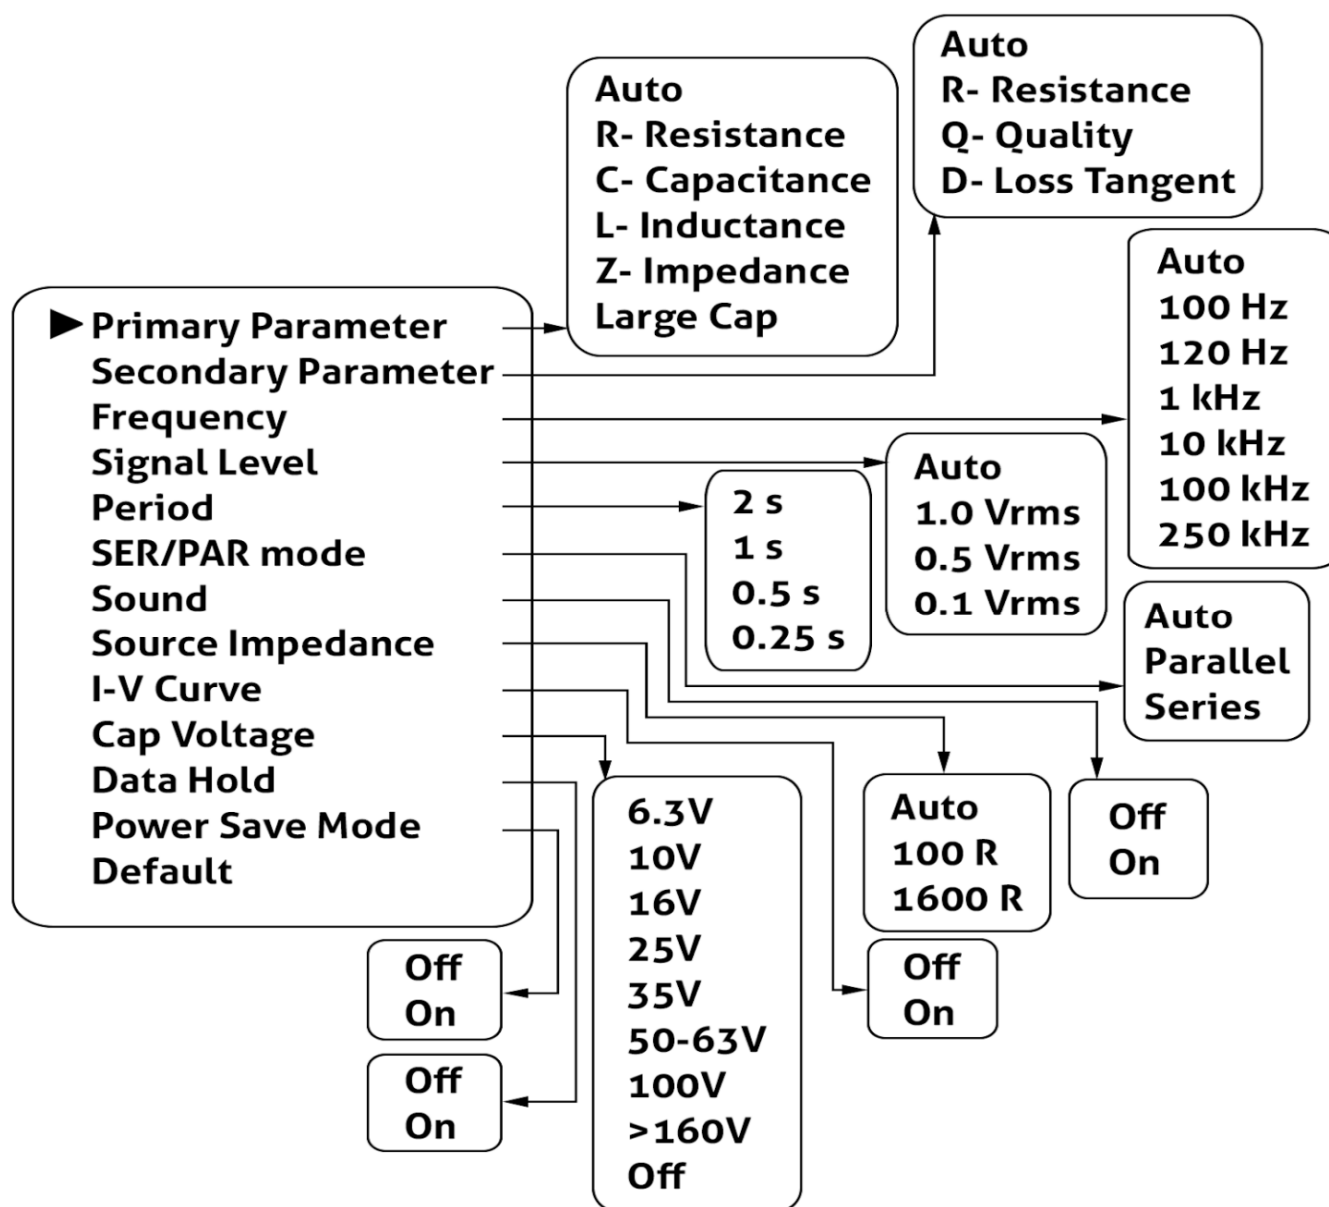 Auto
R- Resistance
Q- Quality
D- Loss Tangent
Auto
R- Resistance
C- Capacitance
L- Inductance
Z- Impedance
Large Cap
Auto
100 Hz
120 Hz
1 kHz
10 kHz
100 kHz
250 kHz
Primary Parameter
Secondary Parameter
Frequency
Signal Level
Period
SER/PAR mode
Sound
Source Impedance
I-V Curve
Cap Voltage
Data Hold
Power Save Mode
Default
Auto
1.0 Vrms
0.5 Vrms
0.1 Vrms
2 s
1 s
0.5 s
0.25 s
Auto
Parallel
Series
6.3V
10V
16V
25V
35V
50-63V
100V
>160V
Off
Auto
100 R
1600 R
Off
On
Off
On
Off
On
Off
On